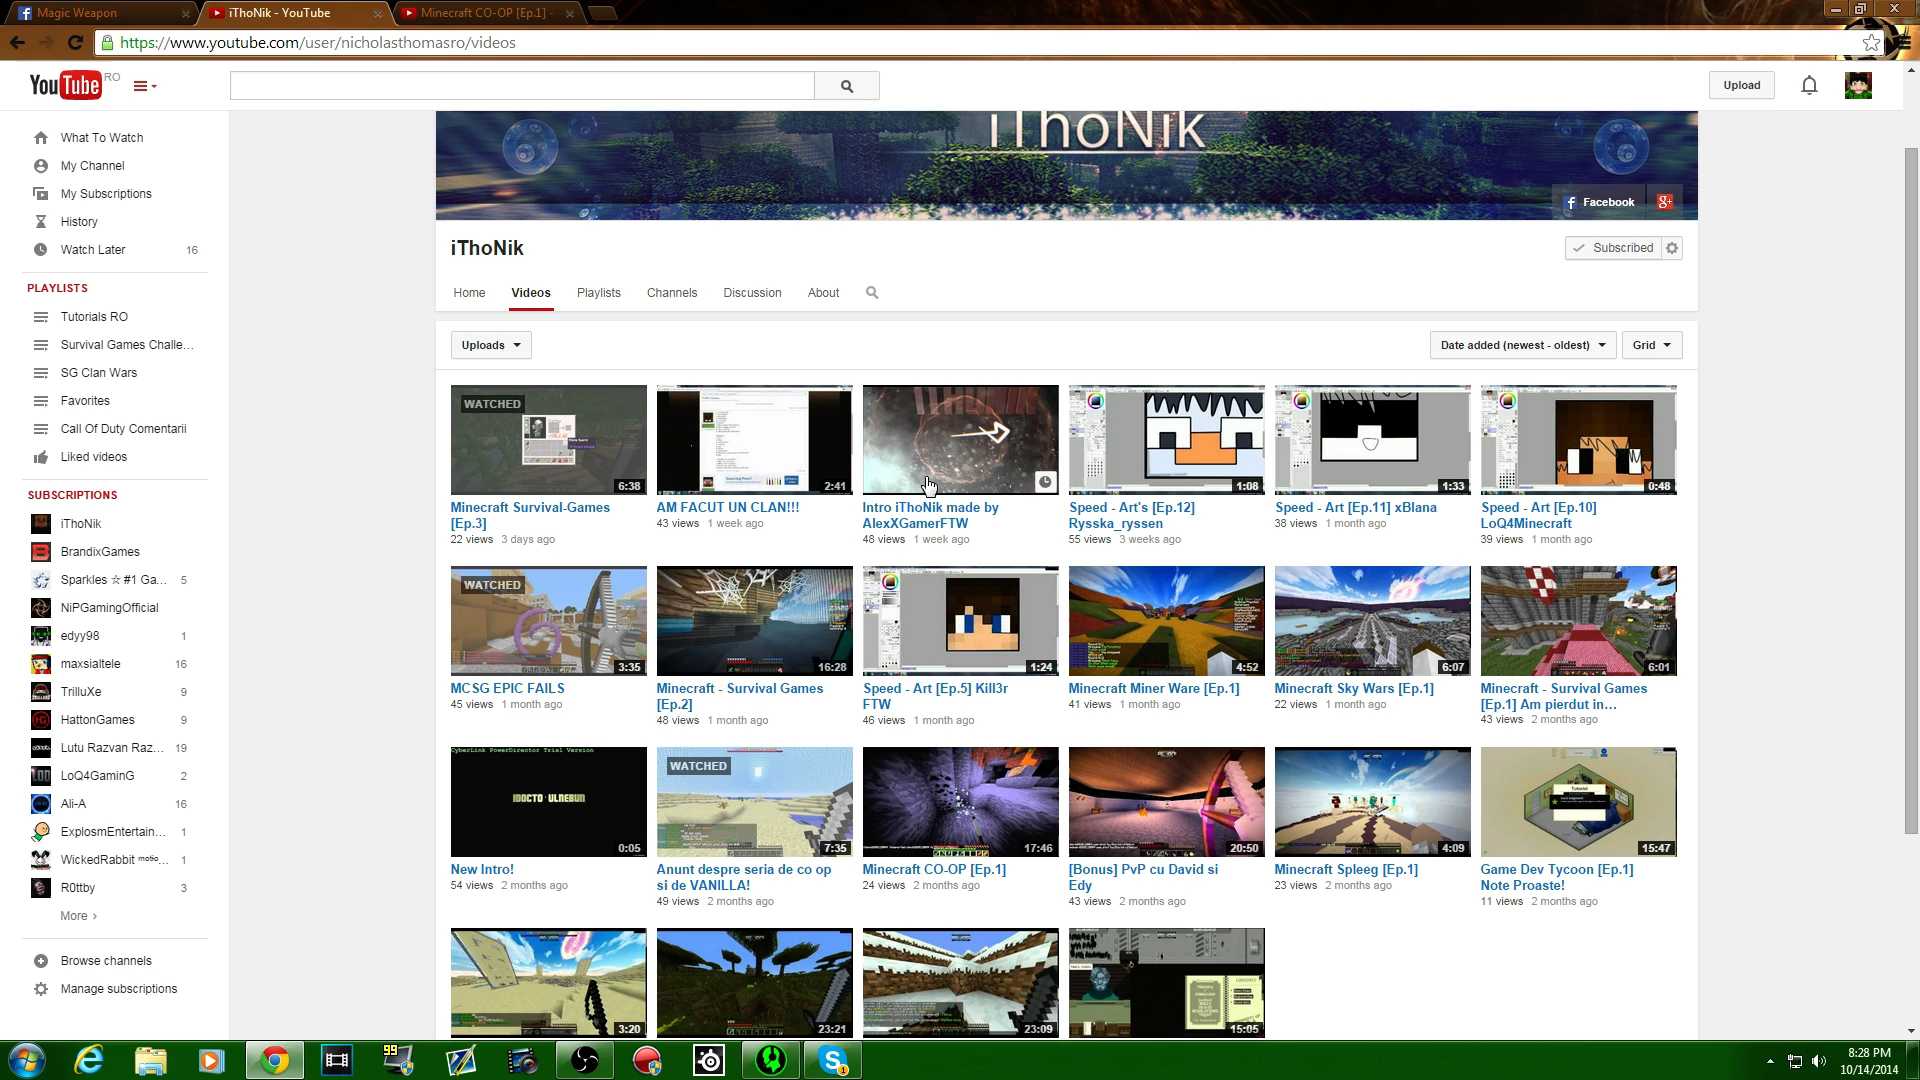 Magic Weapon
iThoNik - YouTube
Minecraft CO-OP [Ep.1] -
https://www.youtube.com/user/nicholasthomasro/videos
YouTube RO
Upload
What To Watch
My Channel
My Subscriptions
History
Watch Later 16
PLAYLISTS
Tutorials RO
Survival Games Challe...
SG Clan Wars
Favorites
Call Of Duty Comentarii
Liked videos
SUBSCRIPTIONS
iThoNik
BrandixGames
Sparkles ☆ #1 Ga... 5
NiPGamingOfficial
edyy98 1
maxsialtele 16
TrilluXe 9
HattonGames 9
Lutu Razvan Raz... 19
LoQ4GaminG 2
Ali-A 16
ExplosmEntertain... 1
WickedRabbit ᵐᵒᵗⁱᵒ... 1
R0ttby 3
More ›
Browse channels
Manage subscriptions
iThoNik
Facebook
iThoNik
Subscribed
Home Videos Playlists Channels Discussion About
Uploads
Date added (newest - oldest)
Grid
WATCHED
6:38
2:41
1:08
1:33
0:48
Minecraft Survival-Games
[Ep.3]
22 views 3 days ago
AM FACUT UN CLAN!!!
43 views 1 week ago
Intro iThoNik made by
AlexXGamerFTW
48 views 1 week ago
Speed - Art's [Ep.12]
Rysska_ryssen
55 views 3 weeks ago
Speed - Art [Ep.11] xBlana
38 views 1 month ago
Speed - Art [Ep.10]
LoQ4Minecraft
39 views 1 month ago
WATCHED
3:35
16:28
1:24
4:52
6:07
6:01
MCSG EPIC FAILS
45 views 1 month ago
Minecraft - Survival Games
[Ep.2]
48 views 1 month ago
Speed - Art [Ep.5] Kill3r
FTW
46 views 1 month ago
Minecraft Miner Ware [Ep.1]
41 views 1 month ago
Minecraft Sky Wars [Ep.1]
22 views 1 month ago
Minecraft - Survival Games
[Ep.1] Am pierdut in...
43 views 2 months ago
CyberLink PowerDirector Trial Version
0:05
WATCHED
7:35
17:46
20:50
4:09
Tutorial
15:47
New Intro!
54 views 2 months ago
Anunt despre seria de co op
si de VANILLA!
49 views 2 months ago
Minecraft CO-OP [Ep.1]
24 views 2 months ago
[Bonus] PvP cu David si
Edy
43 views 2 months ago
Minecraft Spleeg [Ep.1]
23 views 2 months ago
Game Dev Tycoon [Ep.1]
Note Proaste!
11 views 2 months ago
3:20
23:21
23:09
15:05
99
8:28 PM
10/14/2014